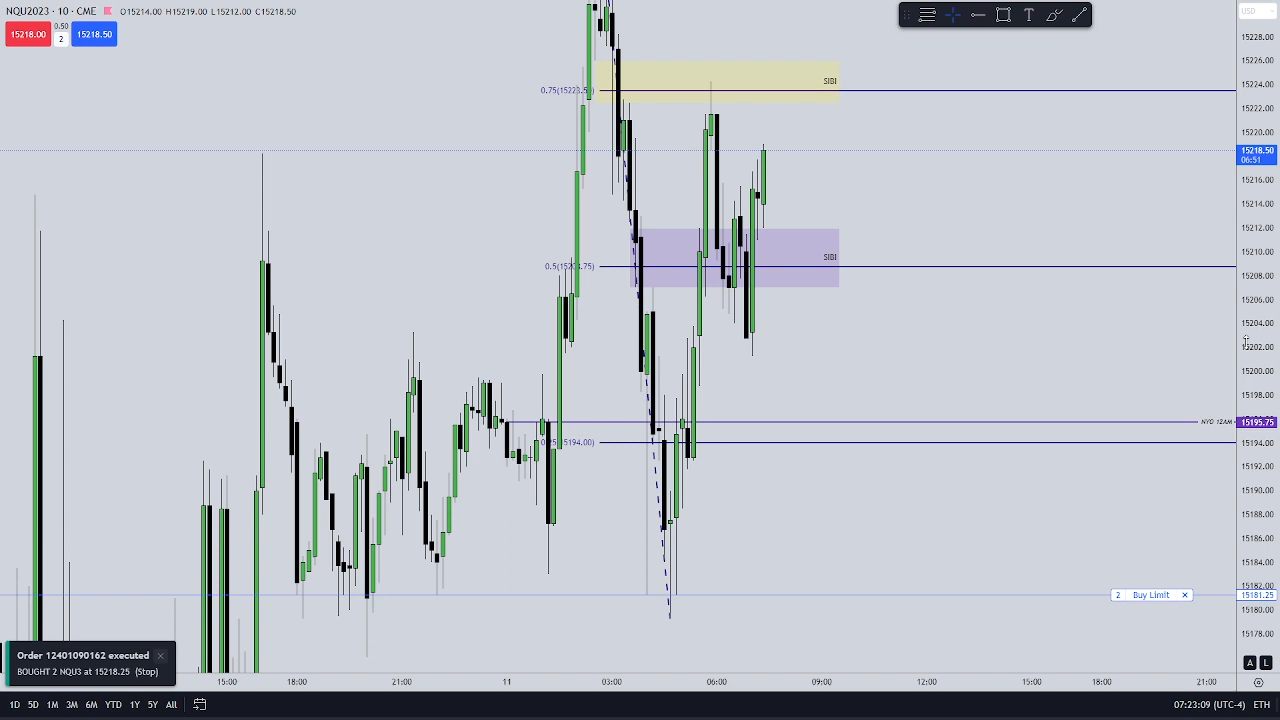 NQU2023 · 10 · CME O15214.00 H15219.00 L15212.00 C15218.50
15218.00 0.50 2 15218.50
USD
15228.00
15226.00
SIBI
15224.00
15222.00
15220.00
15218.50
06:51
15216.00
15214.00
15212.00
15210.00
SIBI
15208.00
15206.00
15204.00
15202.00
15200.00
15198.00
NYO 12AM 15195.75
15194.00
15192.00
15190.00
15188.00
15186.00
15184.00
15182.00
2 Buy Limit × 15181.25
15180.00
15178.00
Order 12401090162 executed ×
BOUGHT 2 NQU3 at 15218.25 (Stop)
A L
15:00 18:00 21:00 11 03:00 06:00 09:00 12:00 15:00 18:00 21:00
1D 5D 1M 3M 6M YTD 1Y 5Y All 07:23:09 (UTC-4) ETH